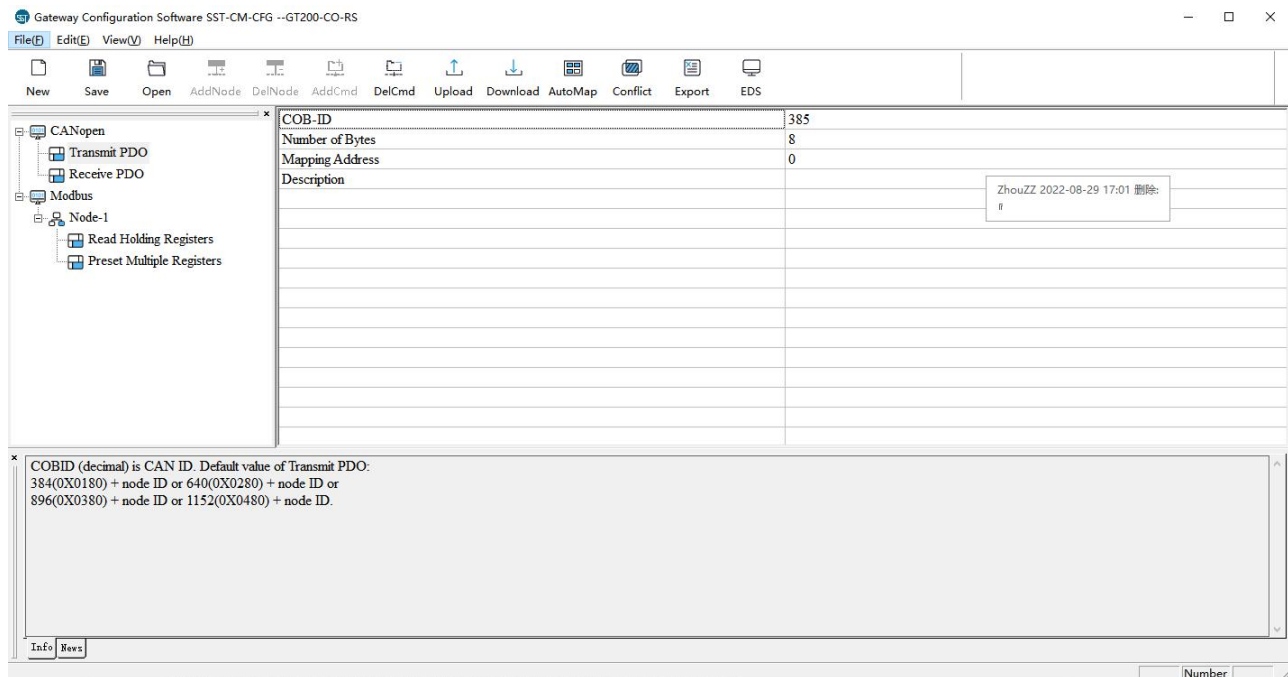 Gateway Configuration Software SST-CM-CFG --GT200-CO-RS
File(F) Edit(E) View(V) Help(H)
New Save Open AddNode DelNode AddCmd DelCmd Upload Download AutoMap Conflict Export EDS
CANopen
Transmit PDO
Receive PDO
Modbus
Node-1
Read Holding Registers
Preset Multiple Registers
COB-ID 385
Number of Bytes 8
Mapping Address 0
Description
ZhouZZ 2022-08-29 17:01 删除:
COBID (decimal) is CAN ID. Default value of Transmit PDO:
384(0X0180) + node ID or 640(0X0280) + node ID or
896(0X0380) + node ID or 1152(0X0480) + node ID.
Info News
Number